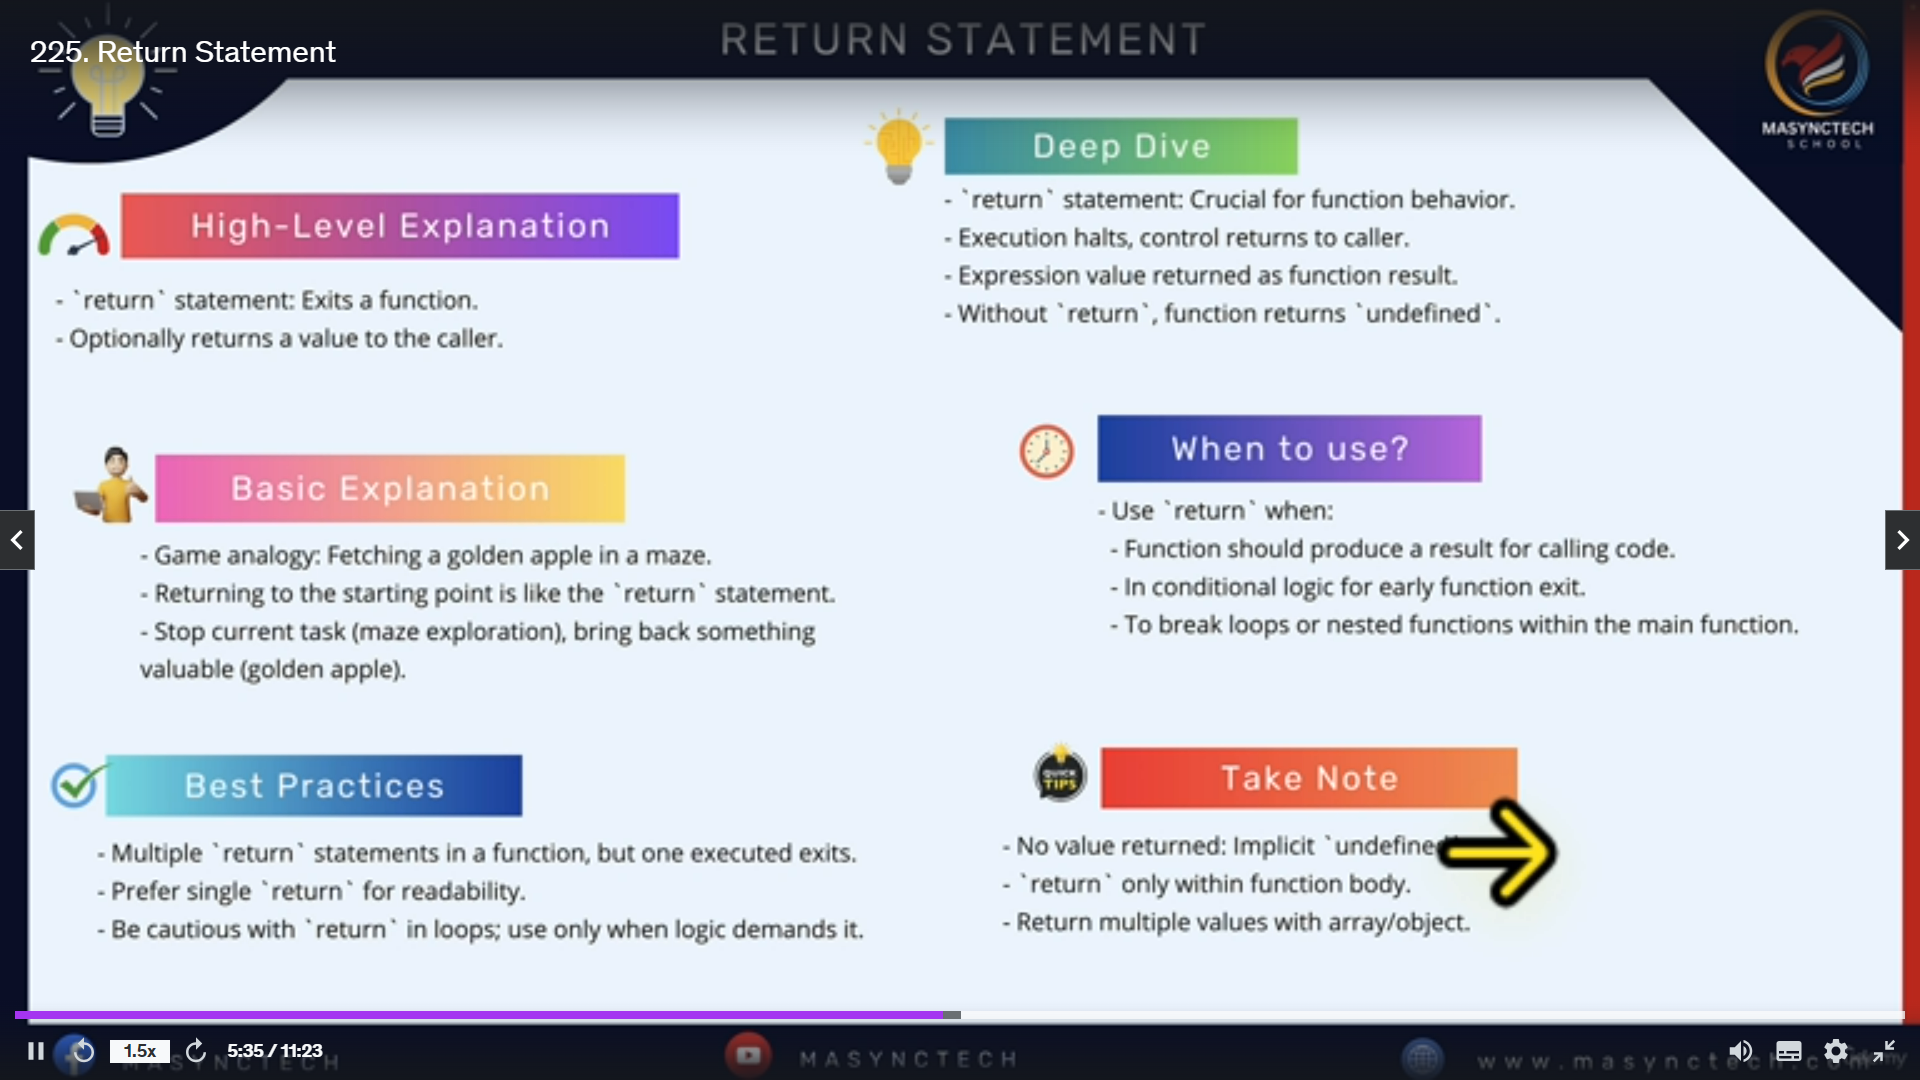 225. Return Statement
RETURN STATEMENT
MASYNCTECH
SCHOOL
High-Level Explanation
- `return` statement: Exits a function.
- Optionally returns a value to the caller.
Basic Explanation
- Game analogy: Fetching a golden apple in a maze.
- Returning to the starting point is like the `return` statement.
- Stop current task (maze exploration), bring back something
valuable (golden apple).
Best Practices
- Multiple `return` statements in a function, but one executed exits.
- Prefer single `return` for readability.
- Be cautious with `return` in loops; use only when logic demands it.
Deep Dive
- `return` statement: Crucial for function behavior.
- Execution halts, control returns to caller.
- Expression value returned as function result.
- Without `return`, function returns `undefined`.
When to use?
- Use `return` when:
- Function should produce a result for calling code.
- In conditional logic for early function exit.
- To break loops or nested functions within the main function.
QUICK
TIPS
Take Note
- No value returned: Implicit `undefine
- `return` only within function body.
- Return multiple values with array/object.
1.5x
5:35 / 11:23
MASYNCTECH
MASYNCTECH
www.masynctech.com